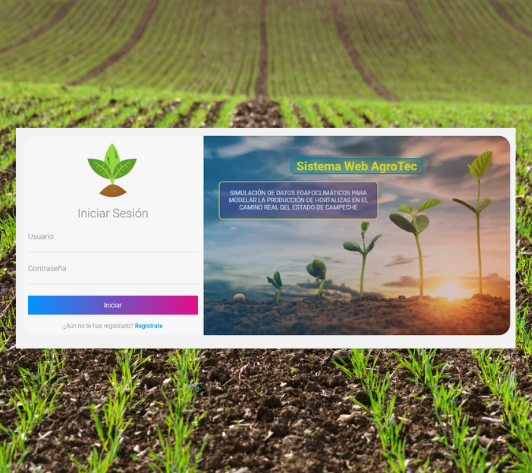 Iniciar Sesión
Usuario
Contraseña
Iniciar
¿Aún no te has registrado? Regístrate
Sistema Web AgroTec
SIMULACIÓN DE DATOS EDAFOCLIMÁTICOS PARA
MODELAR LA PRODUCCIÓN DE HORTALIZAS EN EL
CAMINO REAL DEL ESTADO DE CAMPECHE